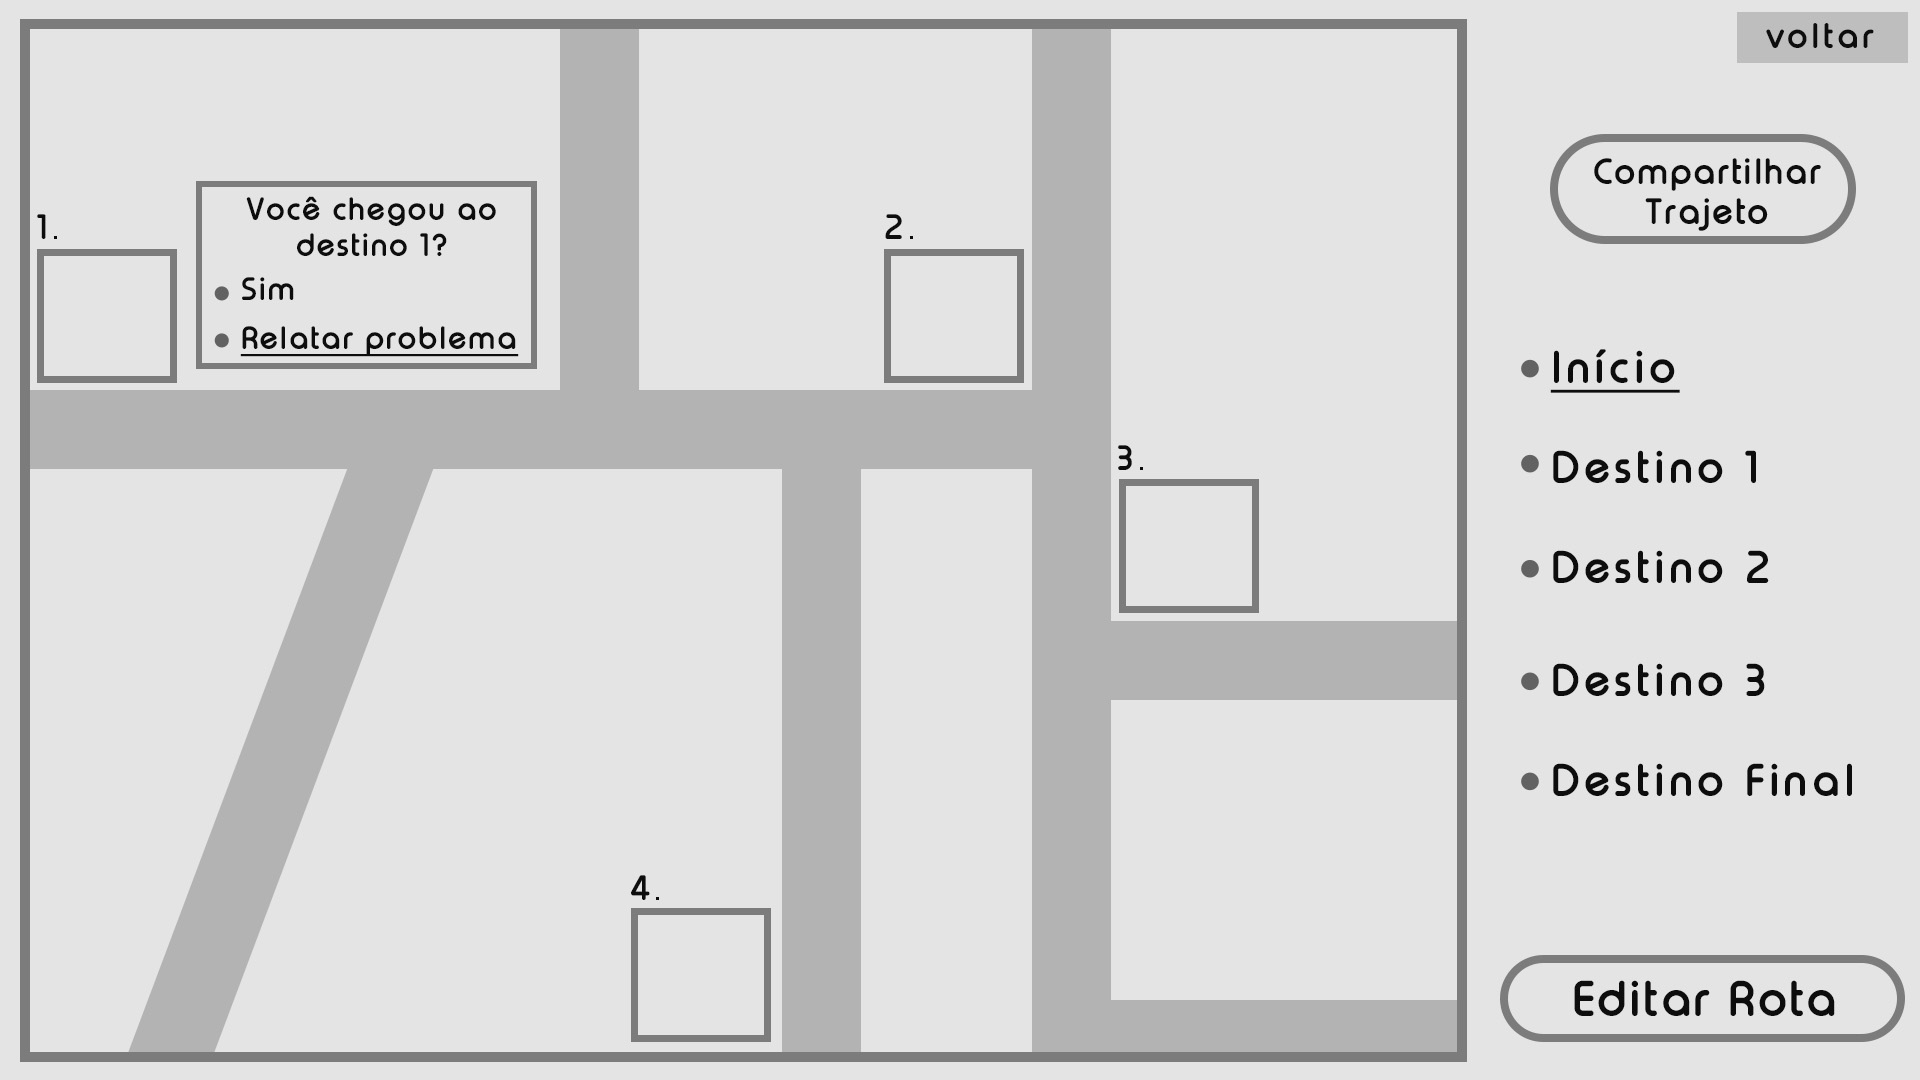 voltar
Compartilhar
Trajeto
1.
Você chegou ao
destino 1?
Sim
Relatar problema
2.
3.
4.
Início
Destino 1
Destino 2
Destino 3
Destino Final
Editar Rota